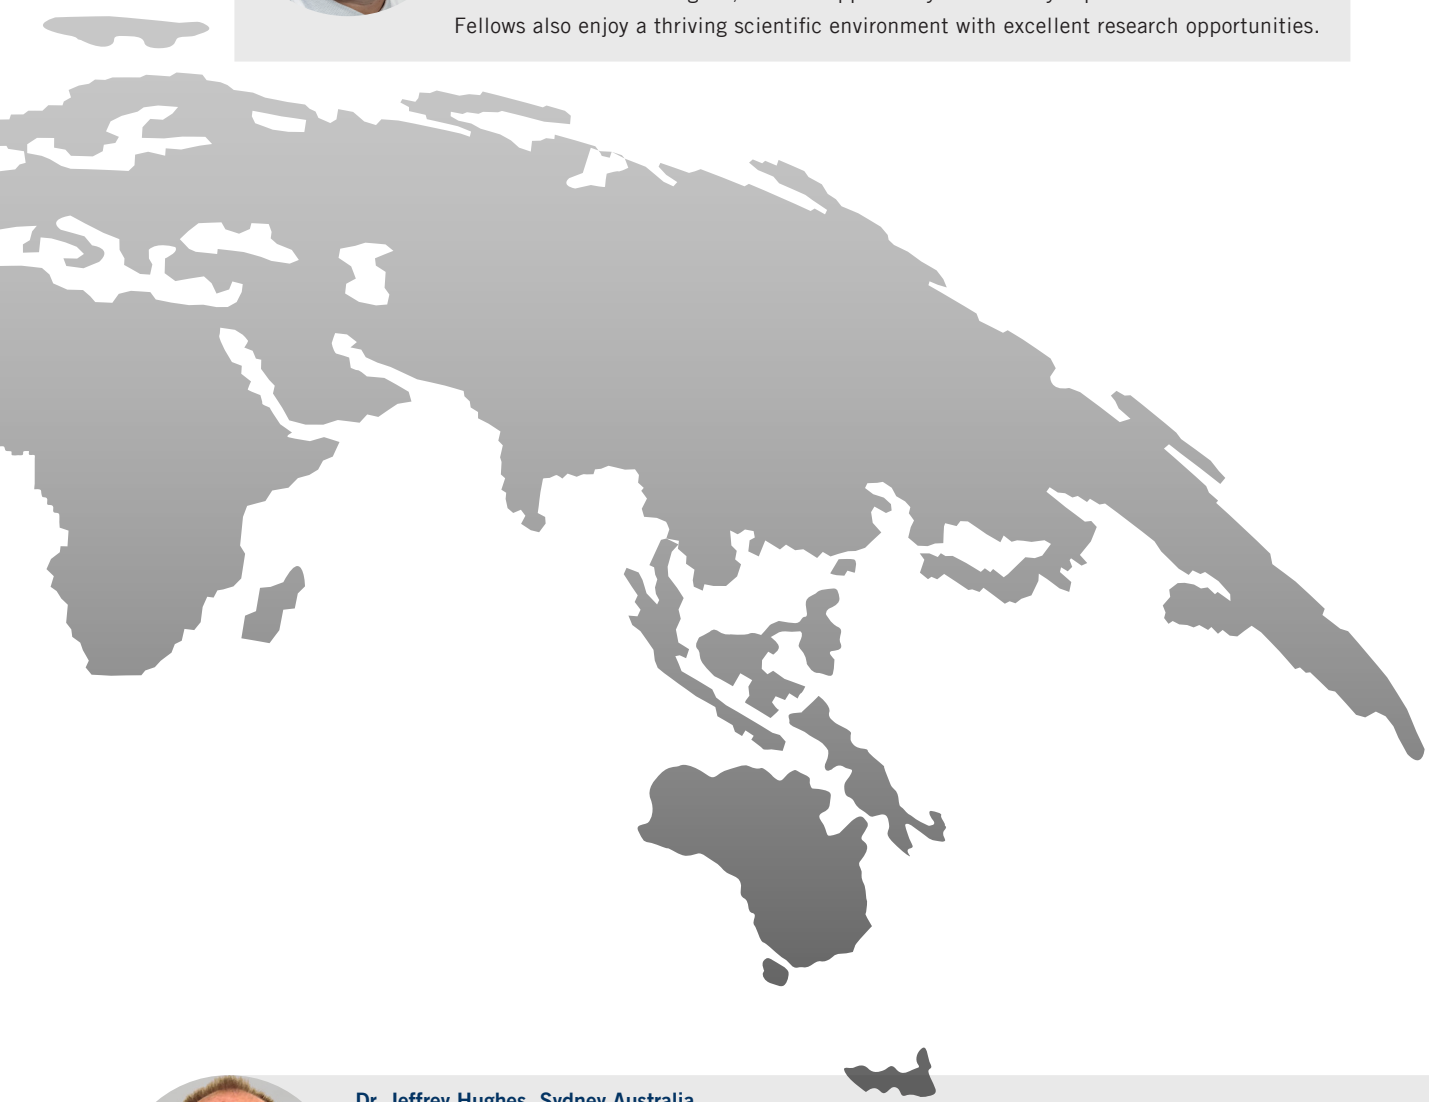 Fellows also enjoy a thriving scientific environment with excellent research opportunities.
Dr. Jeffrey Hughes, Sydney Australia